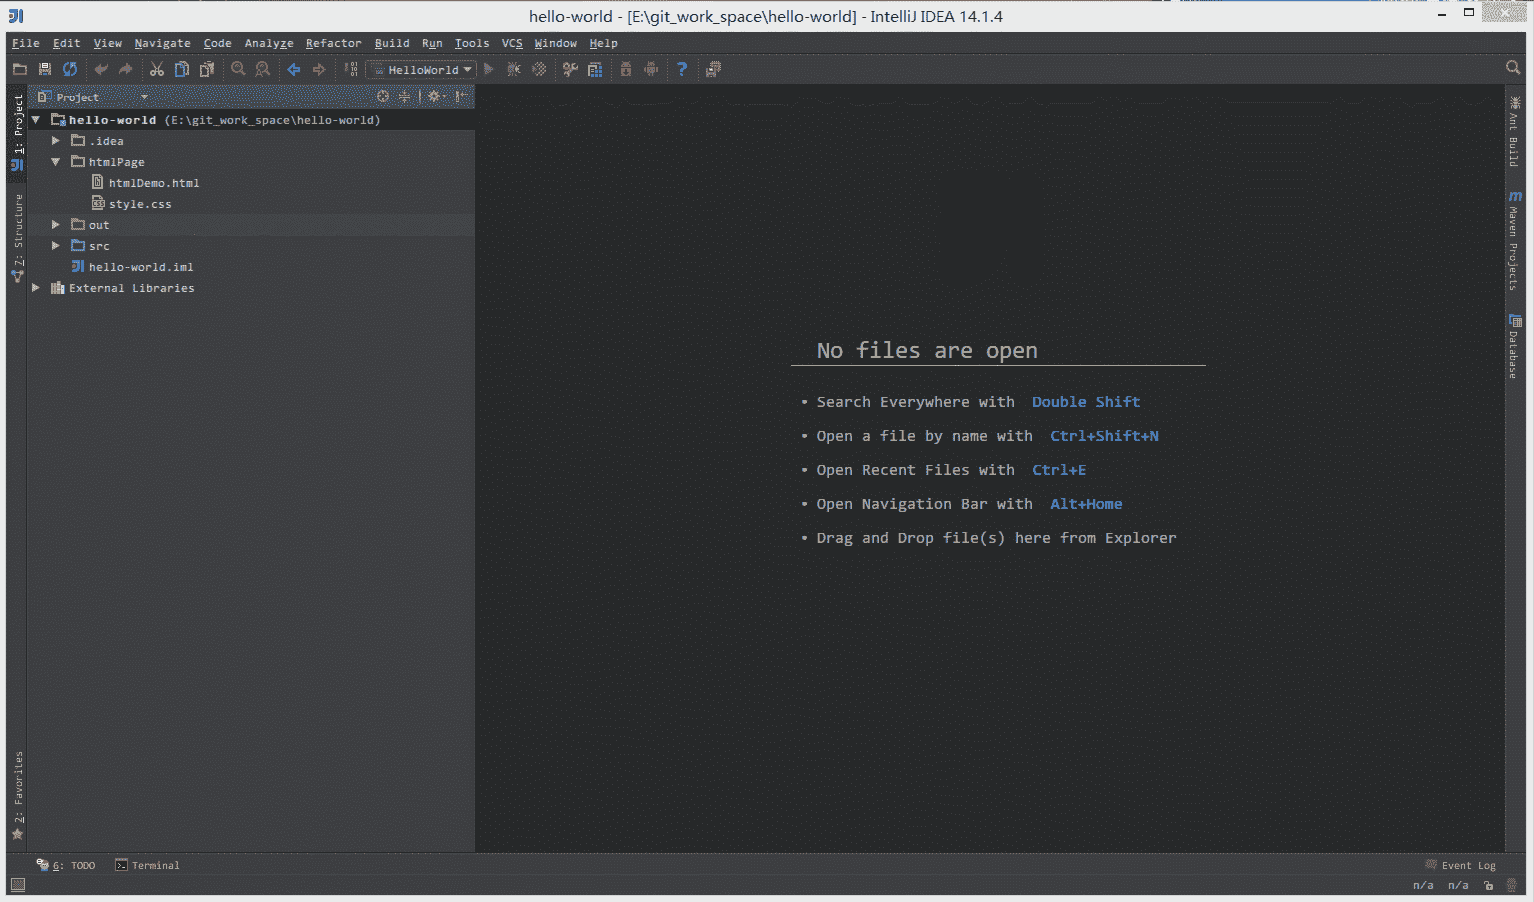 hello-world - [E:\git_work_space\hello-world] - IntelliJ IDEA 14.1.4
File Edit View Navigate Code Analyze Refactor Build Run Tools VCS Window Help
HelloWorld
Project
1: Project
hello-world (E:\git_work_space\hello-world)
.idea
htmlPage
htmlDemo.html
style.css
out
src
hello-world.iml
External Libraries
7: Structure
2: Favorites
No files are open
• Search Everywhere with Double Shift
• Open a file by name with Ctrl+Shift+N
• Open Recent Files with Ctrl+E
• Open Navigation Bar with Alt+Home
• Drag and Drop file(s) here from Explorer
Ant Build
m Maven Projects
Database
6: TODO Terminal
Event Log
n/a n/a